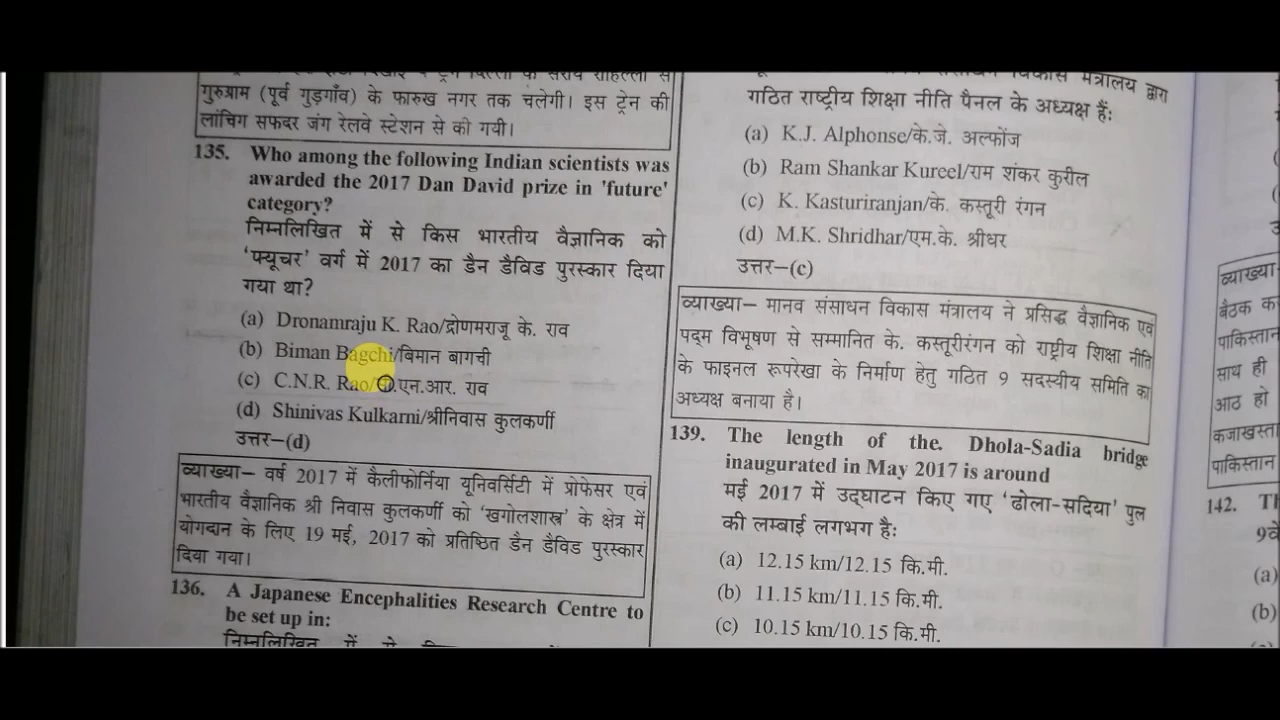 गुरुग्राम (पूर्व गुड़गाँव) के फारुख नगर तक चलेगी। इस ट्रेन की
लांचिग सफदर जंग रेलवे स्टेशन से की गयी।
135. Who among the following Indian scientists was
awarded the 2017 Dan David prize in 'future'
category?
निम्नलिखित में से किस भारतीय वैज्ञानिक को
'फ्यूचर' वर्ग में 2017 का डैन डैविड पुरस्कार दिया
गया था?
(a) Dronamraju K. Rao/द्रोणमराजू के. राव
(b) Biman Bagchi/बिमान बागची
(c) C.N.R. Rao/एन.आर. राव
(d) Shinivas Kulkarni/श्रीनिवास कुलकर्णी
उत्तर–(d)
व्याख्या– वर्ष 2017 में कैलीफोर्निया यूनिवर्सिटी में प्रोफेसर एवं
भारतीय वैज्ञानिक श्री निवास कुलकर्णी को 'खगोलशास्त्र' के क्षेत्र में
योगदान के लिए 19 मई, 2017 को प्रतिष्ठित डैन डैविड पुरस्कार
दिया गया।
136. A Japanese Encephalities Research Centre to
be set up in:
निम्नलिखित में से
विकास मंत्रालय द्वारा
गठित राष्ट्रीय शिक्षा नीति पैनल के अध्यक्ष हैं:
(a) K.J. Alphonse/के.जे. अल्फोंज
(b) Ram Shankar Kureel/राम शंकर कुरील
(c) K. Kasturiranjan/के. कस्तूरी रंगन
(d) M.K. Shridhar/एम.के. श्रीधर
उत्तर–(c)
व्याख्या– मानव संसाधन विकास मंत्रालय ने प्रसिद्ध वैज्ञानिक एवं
पद्म विभूषण से सम्मानित के. कस्तूरीरंगन को राष्ट्रीय शिक्षा नीति
के फाइनल रूपरेखा के निर्माण हेतु गठित 9 सदस्यीय समिति का
अध्यक्ष बनाया है।
139. The length of the. Dhola-Sadia bridge
inaugurated in May 2017 is around
मई 2017 में उद्घाटन किए गए 'ढोला-सदिया' पुल
की लम्बाई लगभग है:
(a) 12.15 km/12.15 कि.मी.
(b) 11.15 km/11.15 कि.मी.
(c) 10.15 km/10.15 कि.मी.
व्याख्या
बैठक का
पाकिस्तान
साथ ही
आठ हो
कजाखस्ता
पाकिस्तान
142.
9वें
(a)
(b)